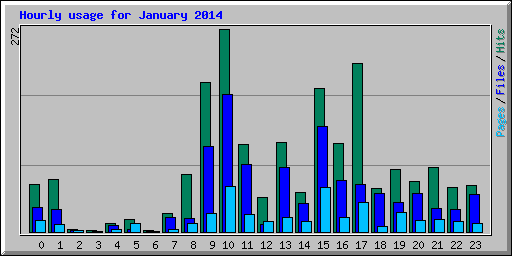 Hourly usage for January 2014
272
Pages / Files / Hits
0 1 2 3 4 5 6 7 8 9 10 11 12 13 14 15 16 17 18 19 20 21 22 23